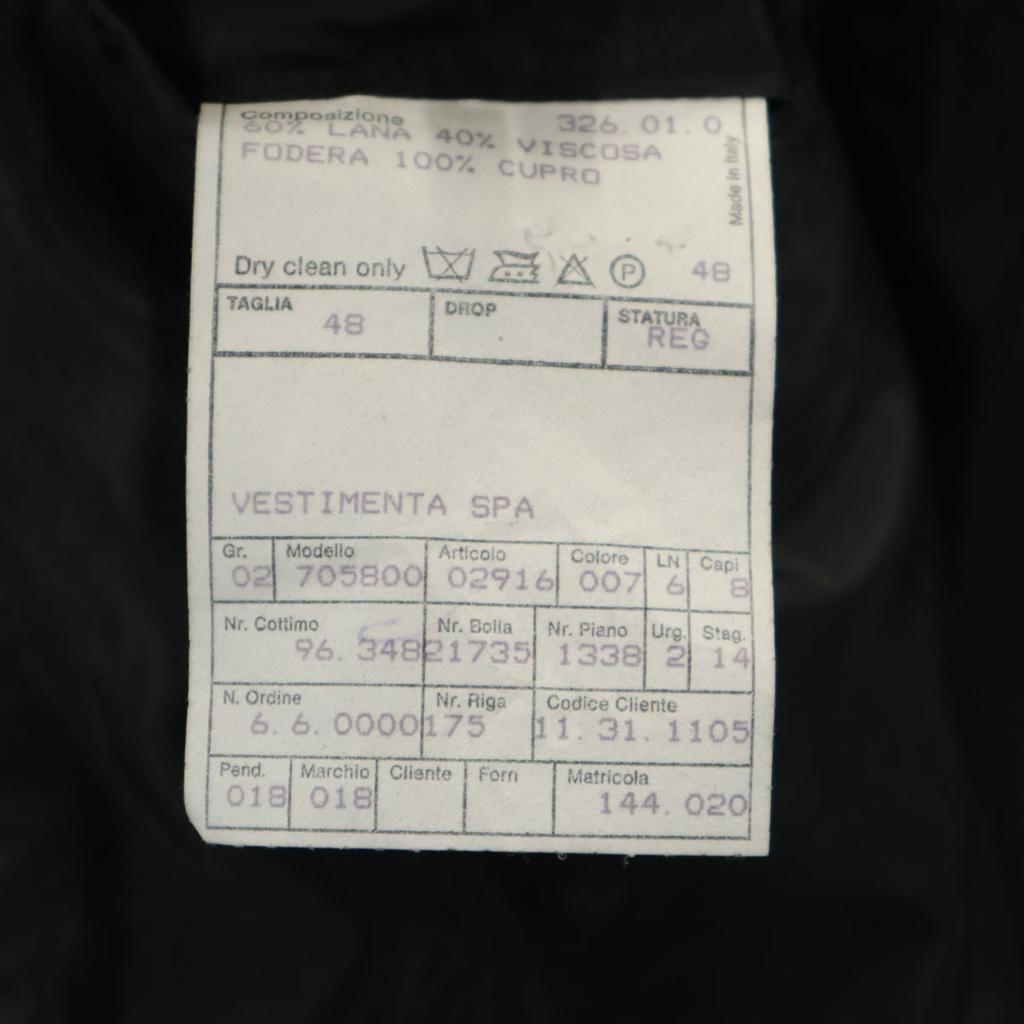 Composizione 326.01.0
60% LANA 40% VISCOSA
FODERA 100% CUPRO
Made in Italy
Dry clean only P 48
TAGLIA DROP STATURA
48 REG
VESTIMENTA SPA
Gr. Modello Articolo Colore LN Capi
02 705800 02916 007 6 8
Nr. Cottimo Nr. Bolla Nr. Piano Urg. Stag.
96.348 21735 1338 2 14
N. Ordine Nr. Riga Codice Cliente
6.6.0000175 11.31.1105
Pend. Marchio Cliente Forn Matricola
018 018 144.020